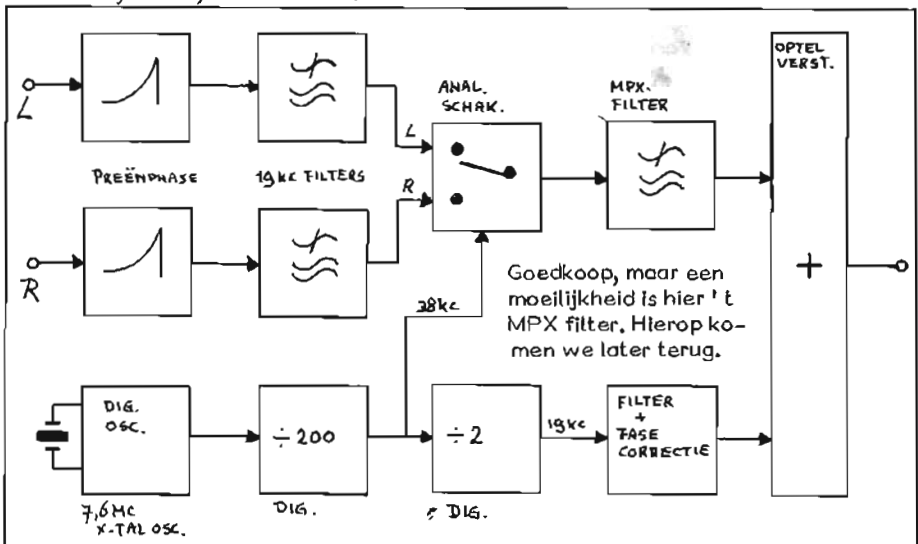 OPTEL
VERST.
ANAL.
SCHAK.
MPX-
FILTER
L
L
PREËNPHASE
19KC FILTERS
R
R
+
38kc
Goedkoop, maar een
moeilijkheid is hier 't
MPX filter. Hierop ko-
men we later terug.
DIG.
OSC.
÷200
÷2
19kc
FILTER
+
FASE
CORRECTIE
7,6MC
X-TAL OSC.
DIG.
DIG.